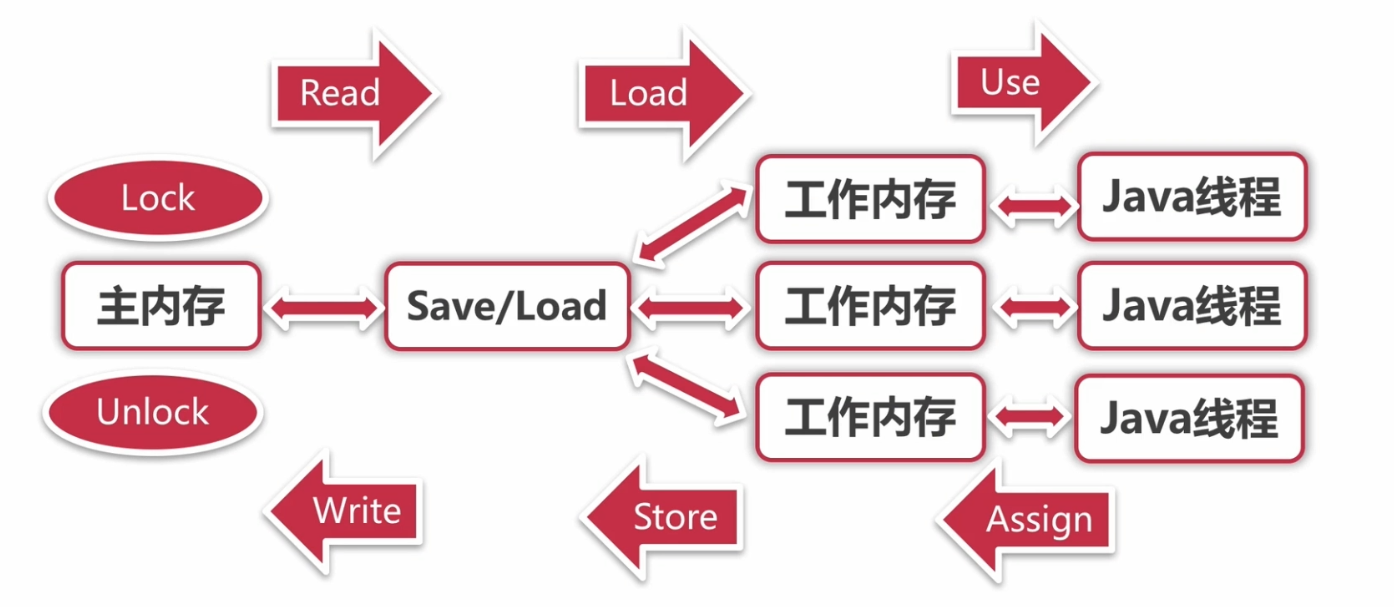 Read
Load
Use
Lock
工作内存
Java线程
主内存
Save/Load
工作内存
Java线程
Unlock
工作内存
Java线程
Write
Store
Assign